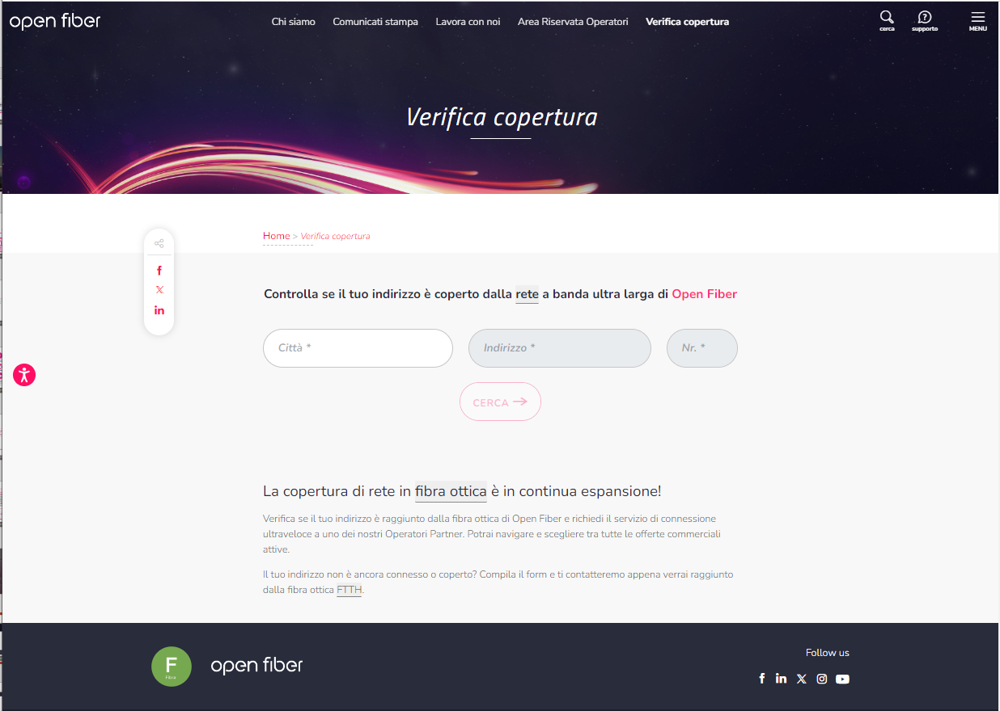 open fiber
Chi siamo Comunicati stampa Lavora con noi Area Riservata Operatori Verifica copertura
cerca supporto MENU
Verifica copertura
Home > Verifica copertura
Controlla se il tuo indirizzo è coperto dalla rete a banda ultra larga di Open Fiber
Città * Indirizzo * Nr. *
CERCA
La copertura di rete in fibra ottica è in continua espansione!
Verifica se il tuo indirizzo è raggiunto dalla fibra ottica di Open Fiber e richiedi il servizio di connessione
ultraveloce a uno dei nostri Operatori Partner. Potrai navigare e scegliere tra tutte le offerte commerciali
attive.
Il tuo indirizzo non è ancora connesso o coperto? Compila il form e ti contatteremo appena verrai raggiunto
dalla fibra ottica FTTH.
F
Fibra
open fiber
Follow us